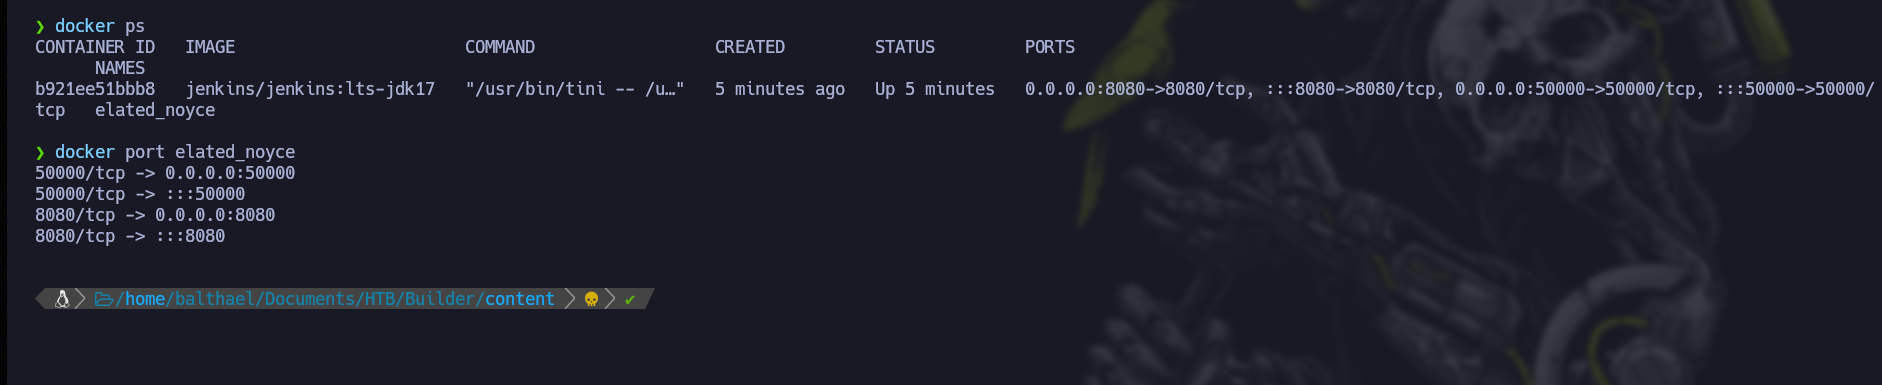 ❯ docker ps
CONTAINER ID   IMAGE                       COMMAND                  CREATED         STATUS         PORTS
      NAMES
b921ee51bbb8   jenkins/jenkins:lts-jdk17   "/usr/bin/tini -- /u…"   5 minutes ago   Up 5 minutes   0.0.0.0:8080->8080/tcp, :::8080->8080/tcp, 0.0.0.0:50000->50000/tcp, :::50000->50000/
tcp   elated_noyce
❯ docker port elated_noyce
50000/tcp -> 0.0.0.0:50000
50000/tcp -> :::50000
8080/tcp -> 0.0.0.0:8080
8080/tcp -> :::8080
/home/balthael/Documents/HTB/Builder/content ✔